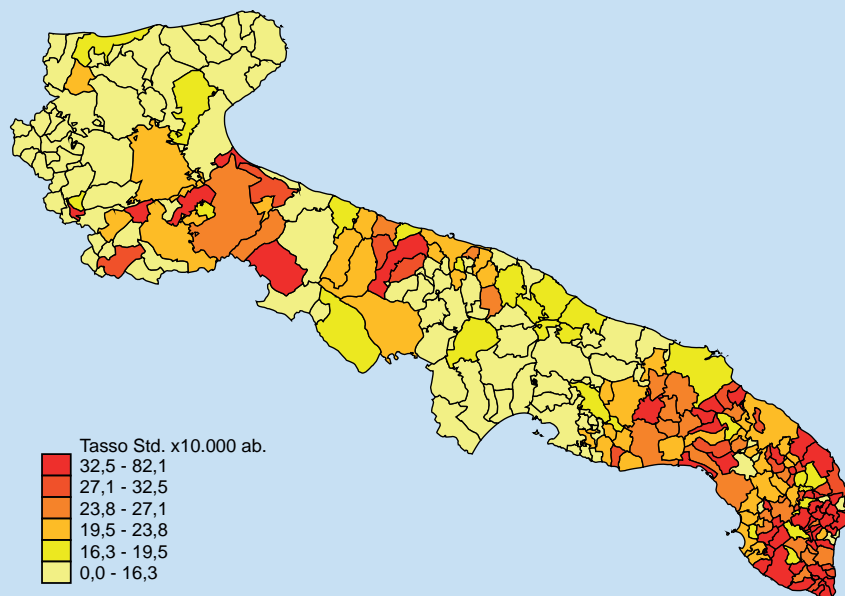 Tasso Std. x10.000 ab.
32,5 - 82,1
27,1 - 32,5
23,8 - 27,1
19,5 - 23,8
16,3 - 19,5
0,0 - 16,3